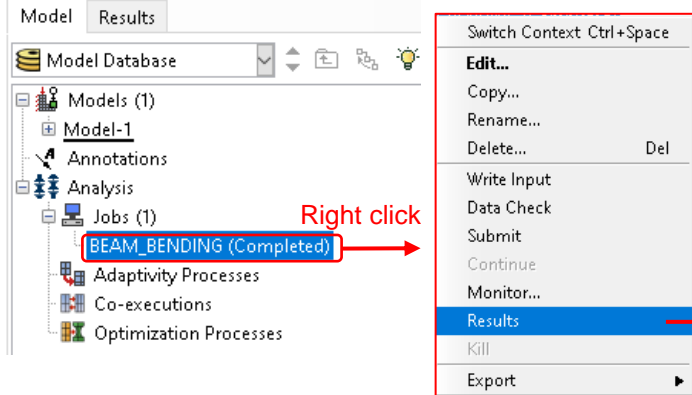 Model Results
Model Database
Models (1)
Model-1
Annotations
Analysis
Jobs (1)
BEAM_BENDING (Completed)
Adaptivity Processes
Co-executions
Optimization Processes
Right click
Switch Context Ctrl+Space
Edit...
Copy...
Rename...
Delete... Del
Write Input
Data Check
Submit
Continue
Monitor...
Results
Kill
Export